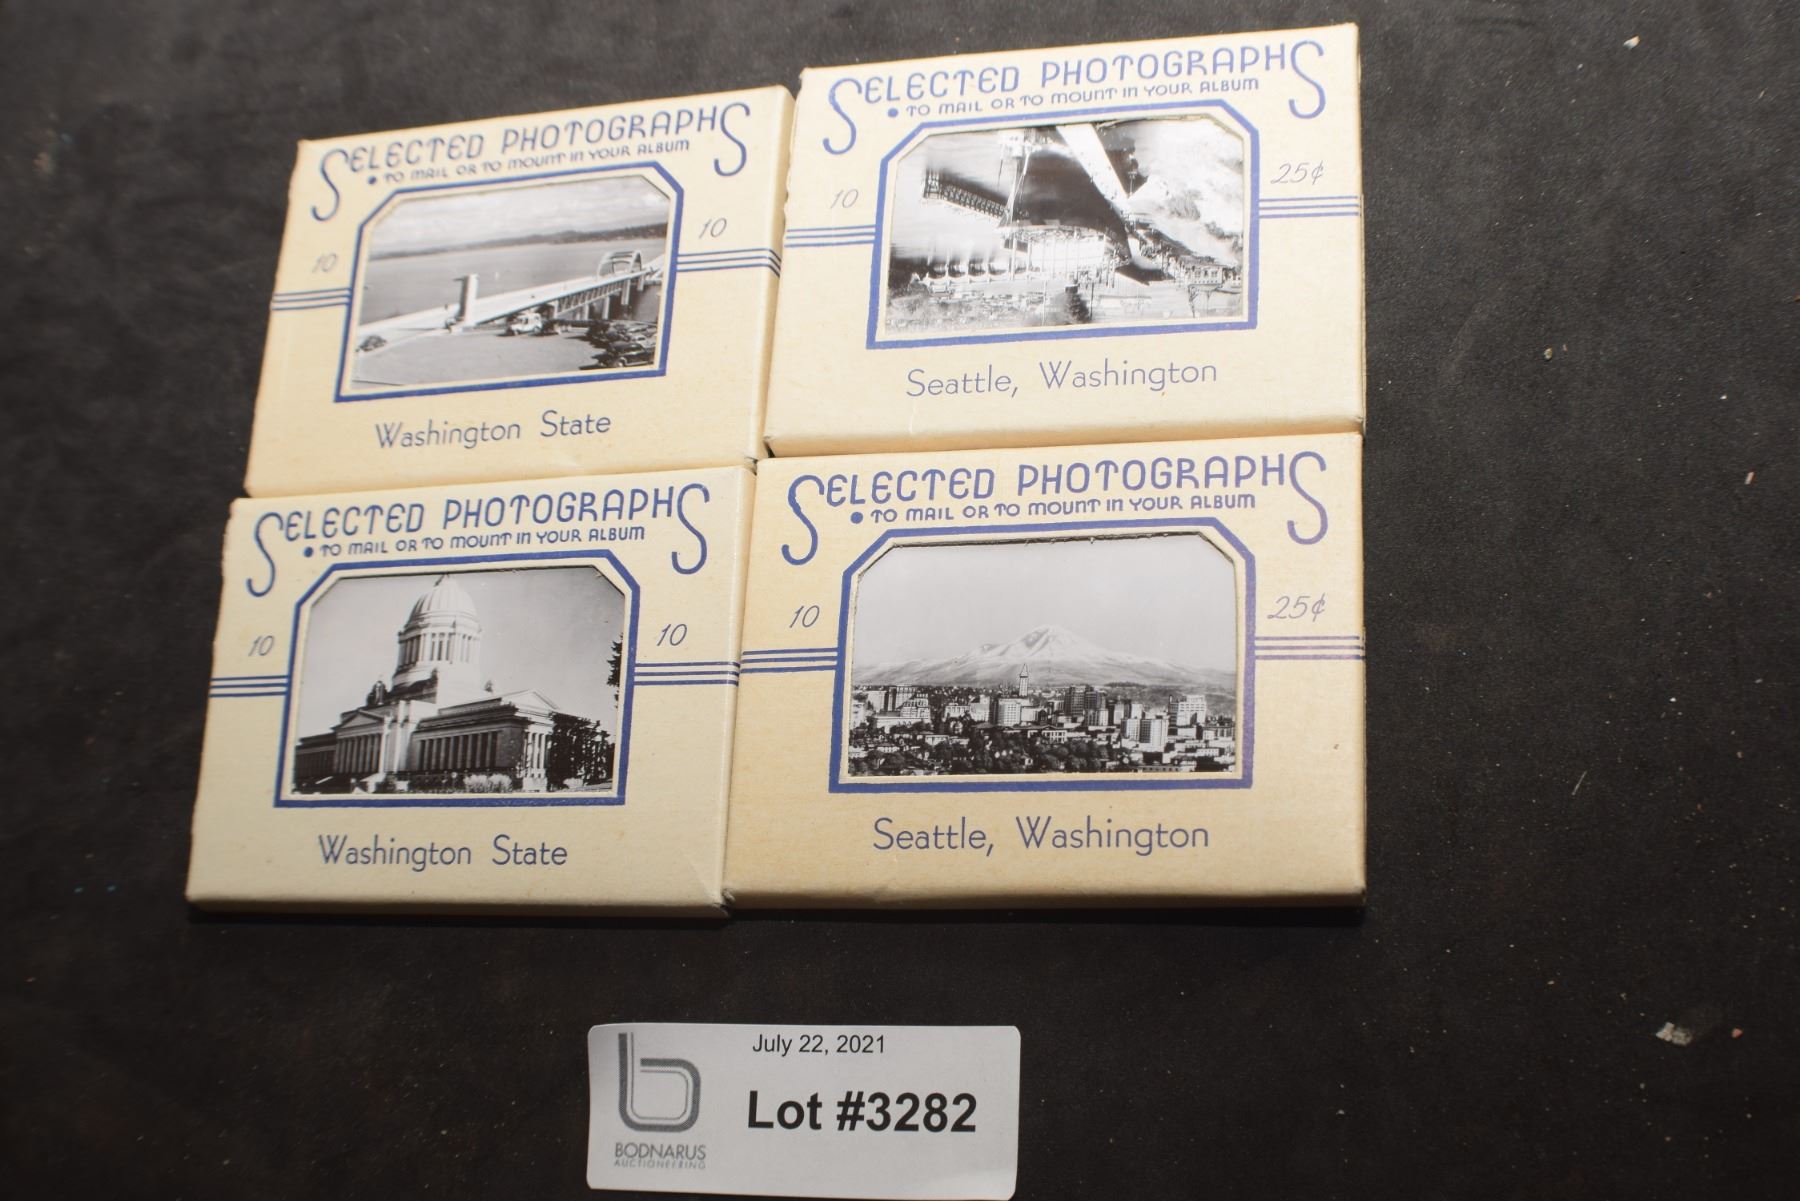 SELECTED PHOTOGRAPHS
• TO MAIL OR TO MOUNT IN YOUR ALBUM
10
10
Washington State
SELECTED PHOTOGRAPHS
• TO MAIL OR TO MOUNT IN YOUR ALBUM
10
25¢
Seattle, Washington
SELECTED PHOTOGRAPHS
• TO MAIL OR TO MOUNT IN YOUR ALBUM
10
10
Washington State
SELECTED PHOTOGRAPHS
• TO MAIL OR TO MOUNT IN YOUR ALBUM
10
25¢
Seattle, Washington
July 22, 2021
Lot #3282
b
BODNARUS
AUCTIONEERING